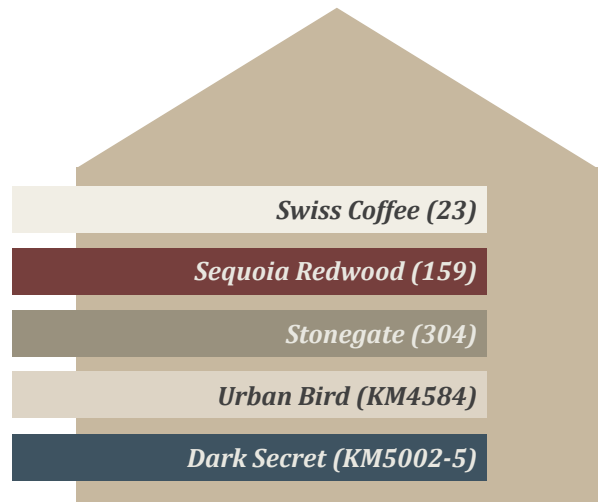 Swiss Coffee (23)
Sequoia Redwood (159)
Stonegate (304)
Urban Bird (KM4584)
Dark Secret (KM5002-5)